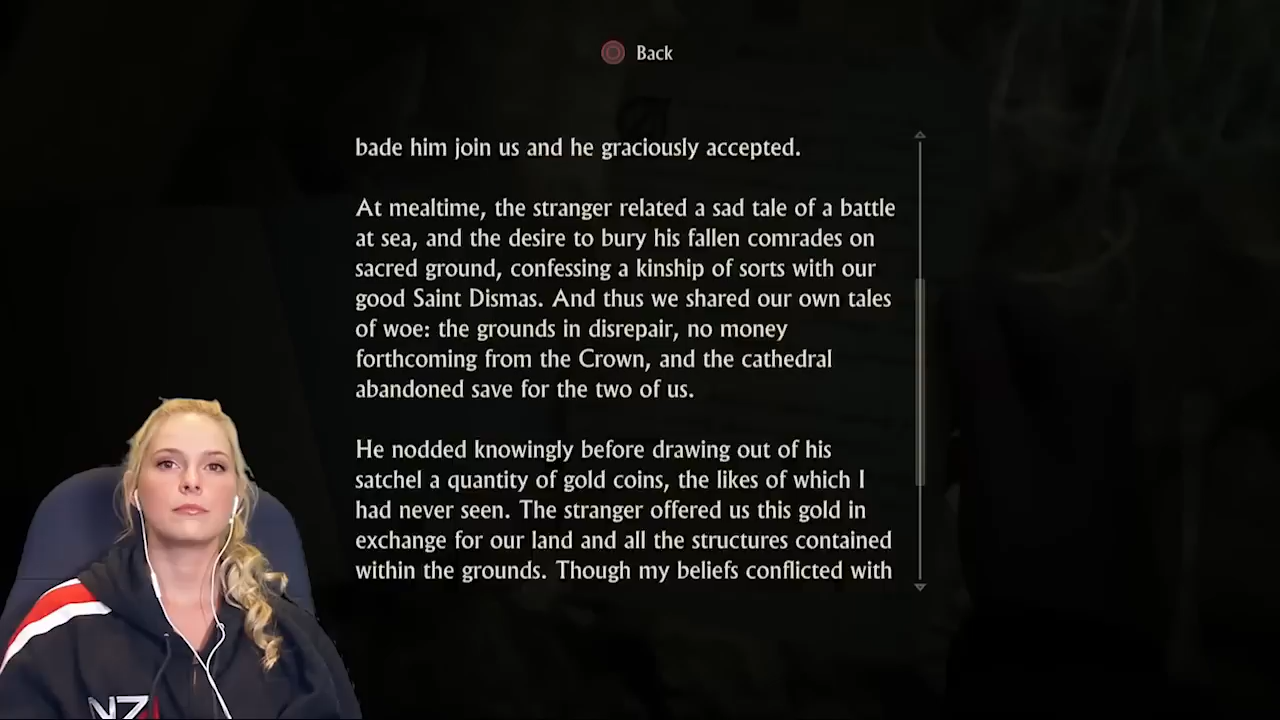 Back
bade him join us and he graciously accepted.
At mealtime, the stranger related a sad tale of a battle
at sea, and the desire to bury his fallen comrades on
sacred ground, confessing a kinship of sorts with our
good Saint Dismas. And thus we shared our own tales
of woe: the grounds in disrepair, no money
forthcoming from the Crown, and the cathedral
abandoned save for the two of us.
He nodded knowingly before drawing out of his
satchel a quantity of gold coins, the likes of which I
had never seen. The stranger offered us this gold in
exchange for our land and all the structures contained
within the grounds. Though my beliefs conflicted with
N7